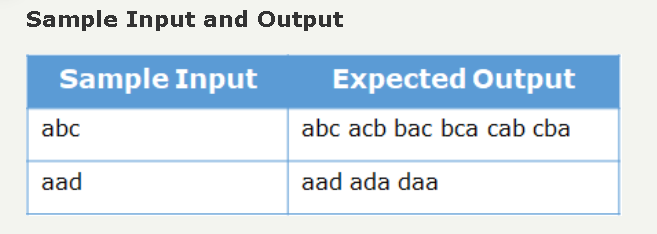 Sample Input and Output
Sample Input Expected Output
abc abc acb bac bca cab cba
aad aad ada daa